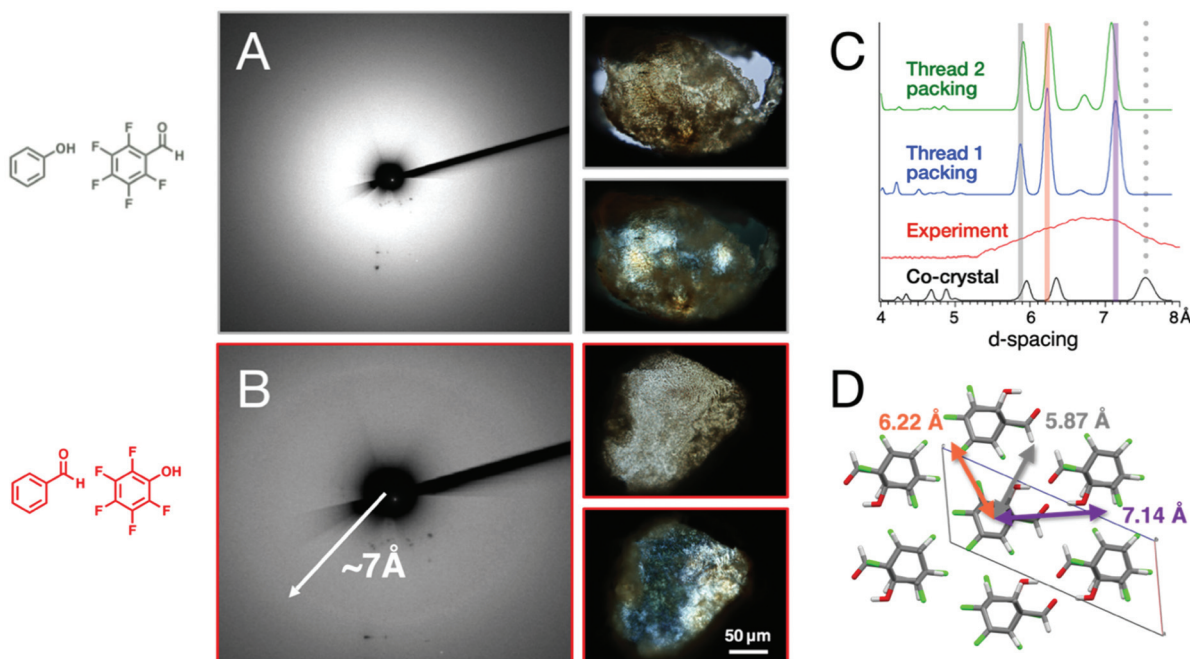 A
OH
O
H
F
F
F
F
F
B
~7Å
O
H
F
F
F
F
F
OH
50 µm
C
Thread 2
packing
Thread 1
packing
Experiment
Co-crystal
4 5 6 7 8Å
d-spacing
D
6.22 Å
5.87 Å
7.14 Å